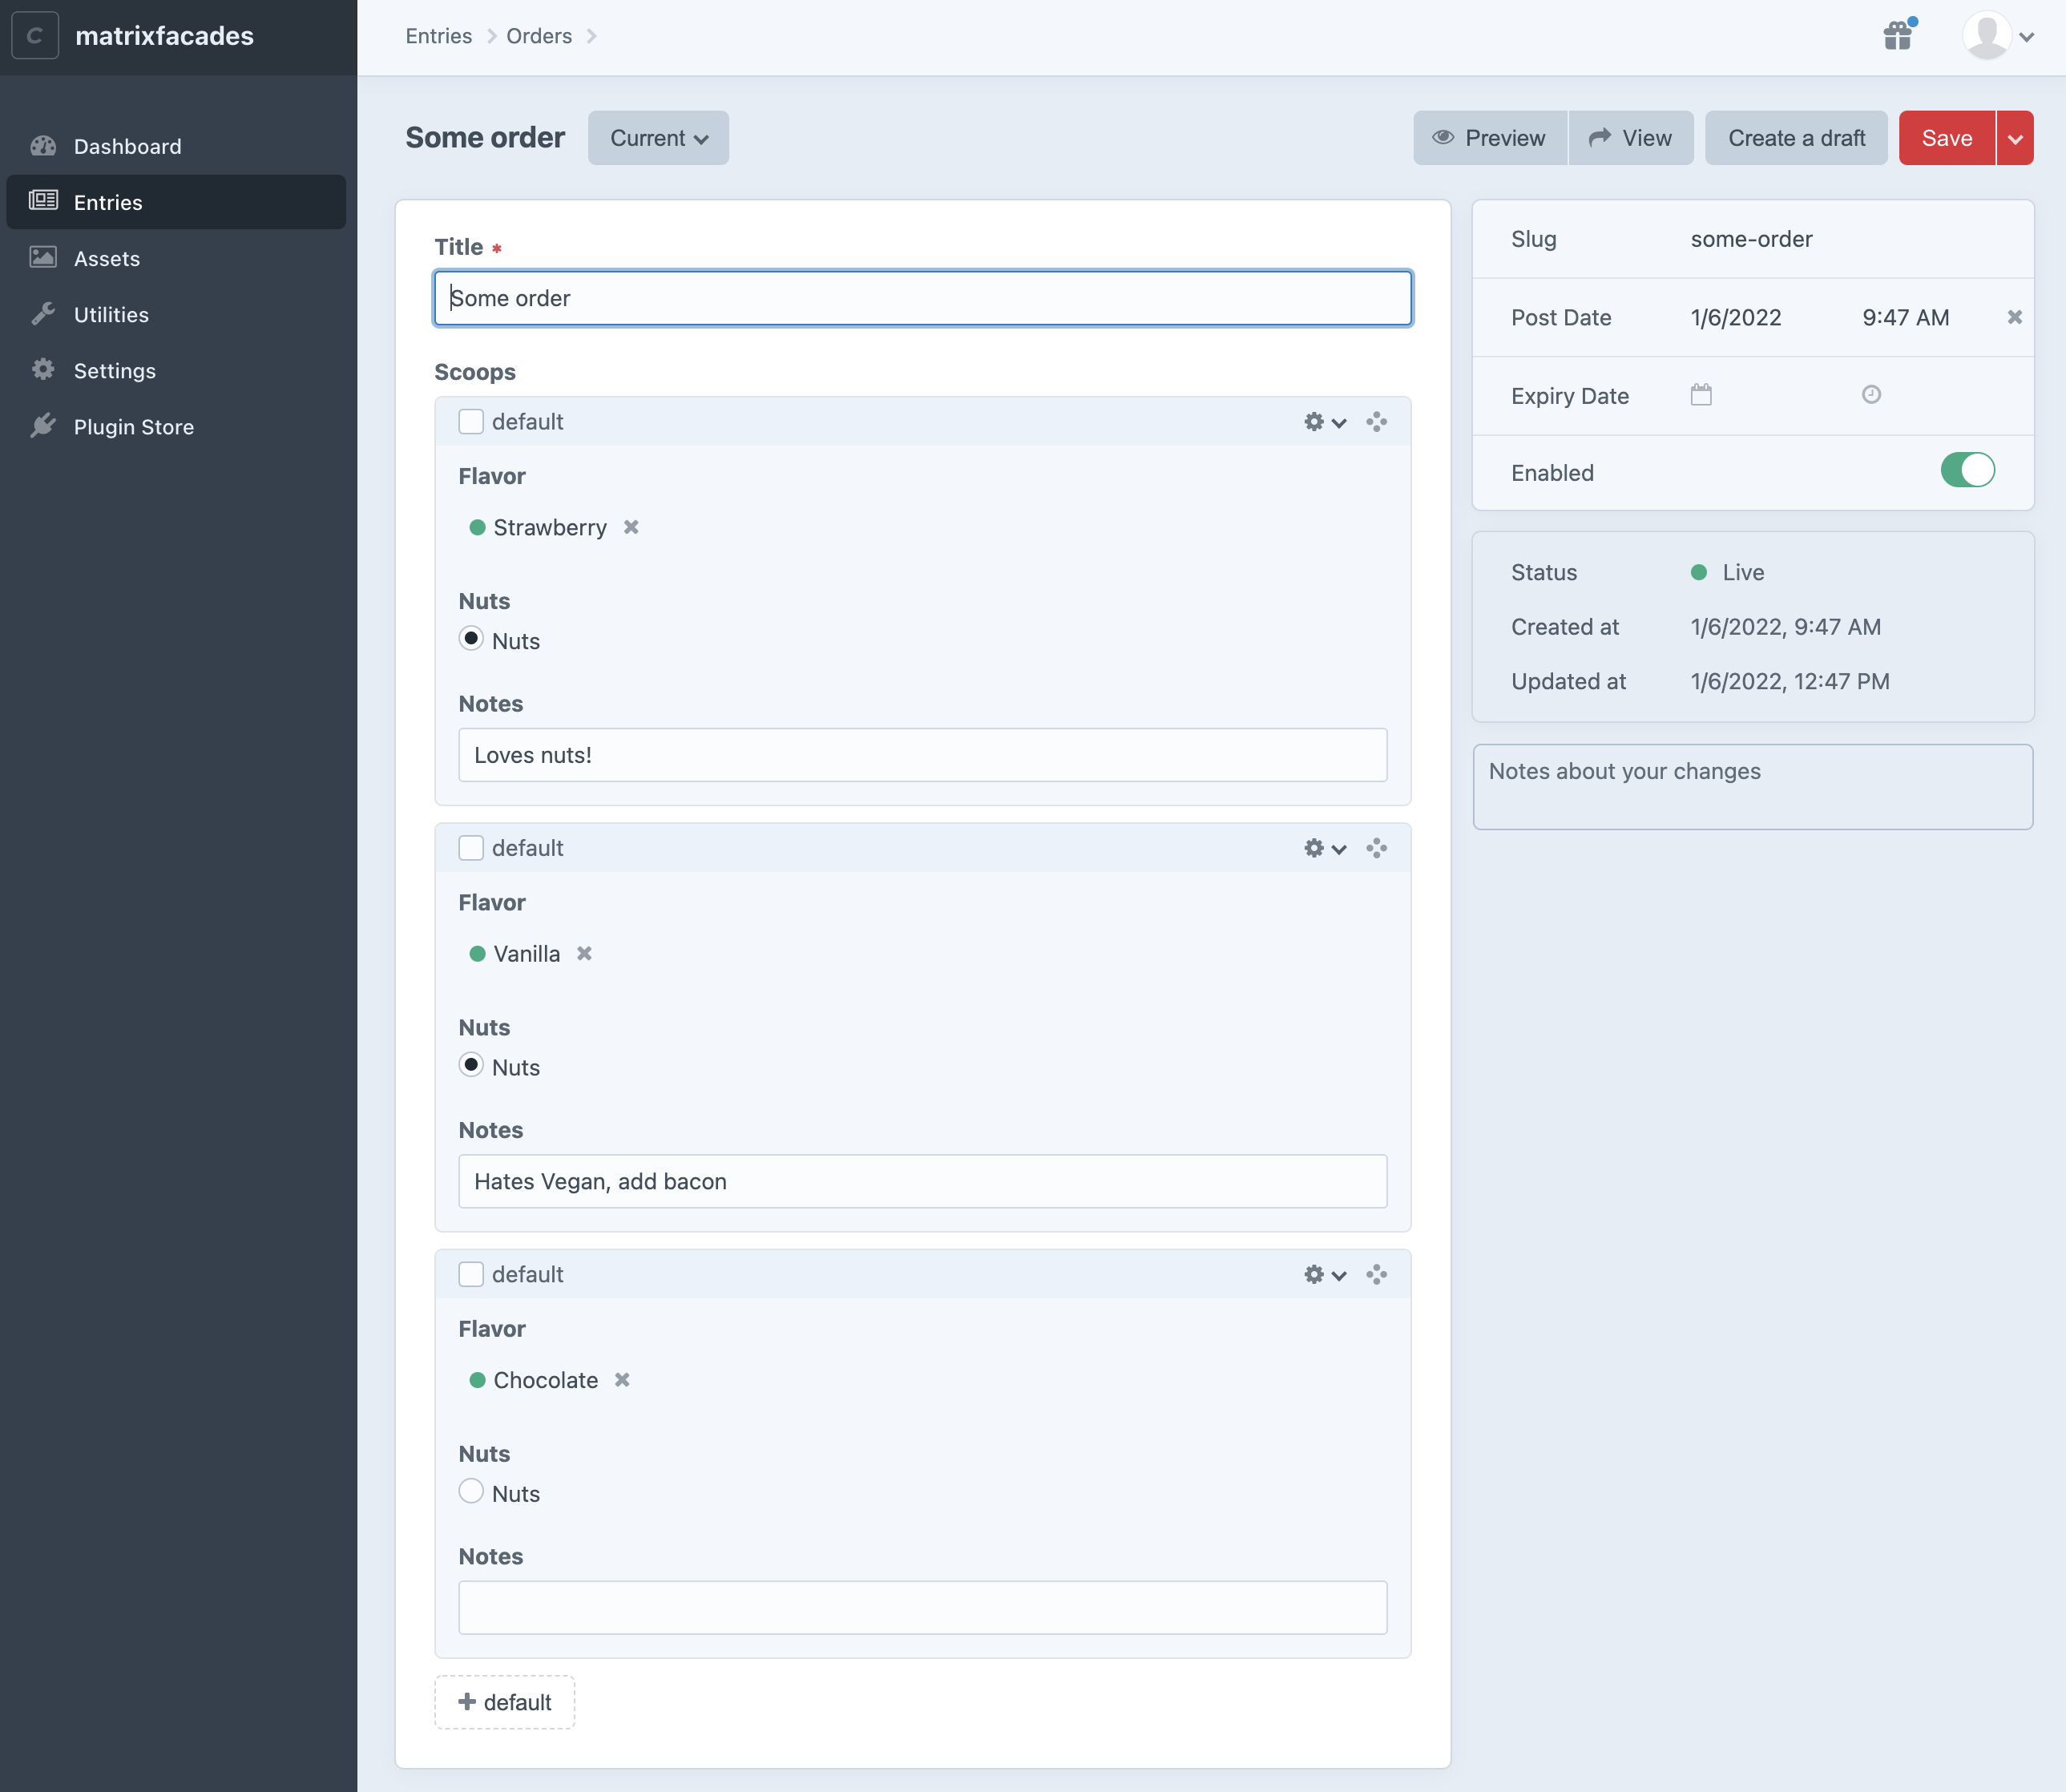 C matrixfacades
Dashboard
Entries
Assets
Utilities
Settings
Plugin Store
Entries Orders
Some order Current Preview View Create a draft Save
Title *
Some order
Scoops
default
Flavor
Strawberry
Nuts
Nuts
Notes
Loves nuts!
default
Flavor
Vanilla
Nuts
Nuts
Notes
Hates Vegan, add bacon
default
Flavor
Chocolate
Nuts
Nuts
Notes
+ default
Slug some-order
Post Date 1/6/2022 9:47 AM
Expiry Date
Enabled
Status Live
Created at 1/6/2022, 9:47 AM
Updated at 1/6/2022, 12:47 PM
Notes about your changes